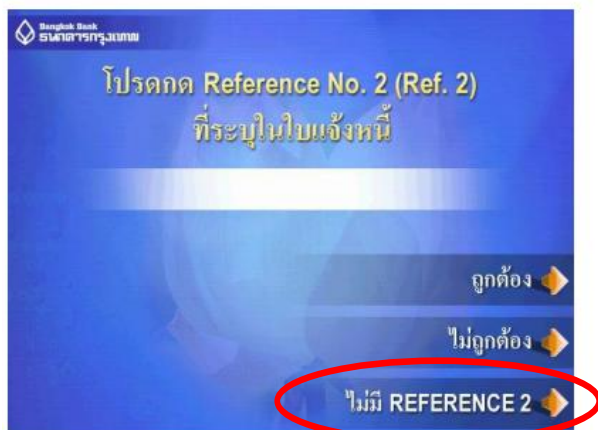 Bangkok Bank
ธนาคารกรุงเทพ
โปรดกด Reference No. 2 (Ref. 2)
ที่ระบุในใบแจ้งหนี้
ถูกต้อง
ไม่ถูกต้อง
ไม่มี REFERENCE 2